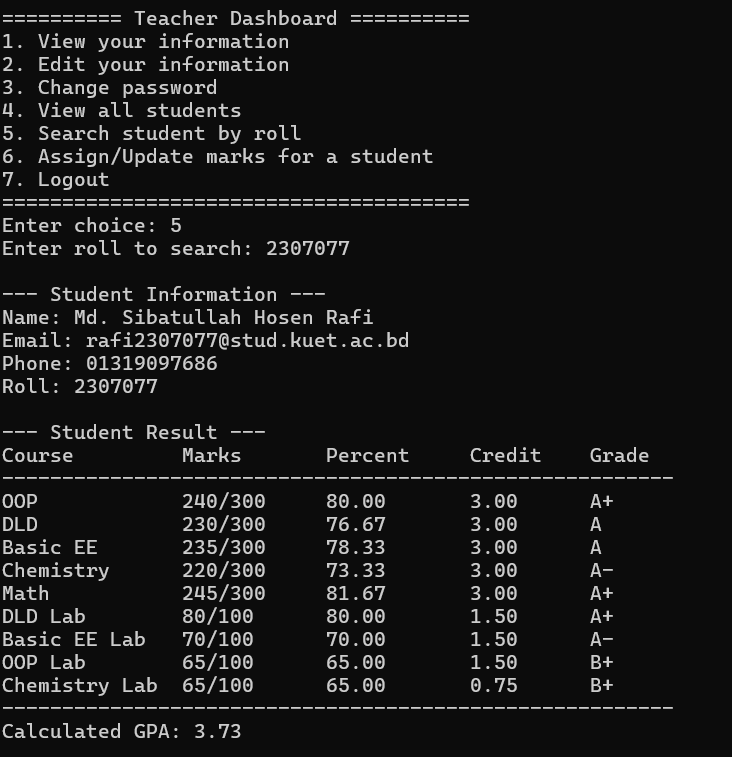 ========== Teacher Dashboard ==========
1. View your information
2. Edit your information
3. Change password
4. View all students
5. Search student by roll
6. Assign/Update marks for a student
7. Logout
=======================================
Enter choice: 5
Enter roll to search: 2307077

--- Student Information ---
Name: Md. Sibatullah Hosen Rafi
Email: rafi2307077@stud.kuet.ac.bd
Phone: 01319097686
Roll: 2307077

--- Student Result ---
Course         Marks       Percent     Credit    Grade
--------------------------------------------------------
OOP            240/300     80.00       3.00      A+
DLD            230/300     76.67       3.00      A
Basic EE       235/300     78.33       3.00      A
Chemistry      220/300     73.33       3.00      A-
Math           245/300     81.67       3.00      A+
DLD Lab        80/100      80.00       1.50      A+
Basic EE Lab   70/100      70.00       1.50      A-
OOP Lab        65/100      65.00       1.50      B+
Chemistry Lab  65/100      65.00       0.75      B+
--------------------------------------------------------
Calculated GPA: 3.73